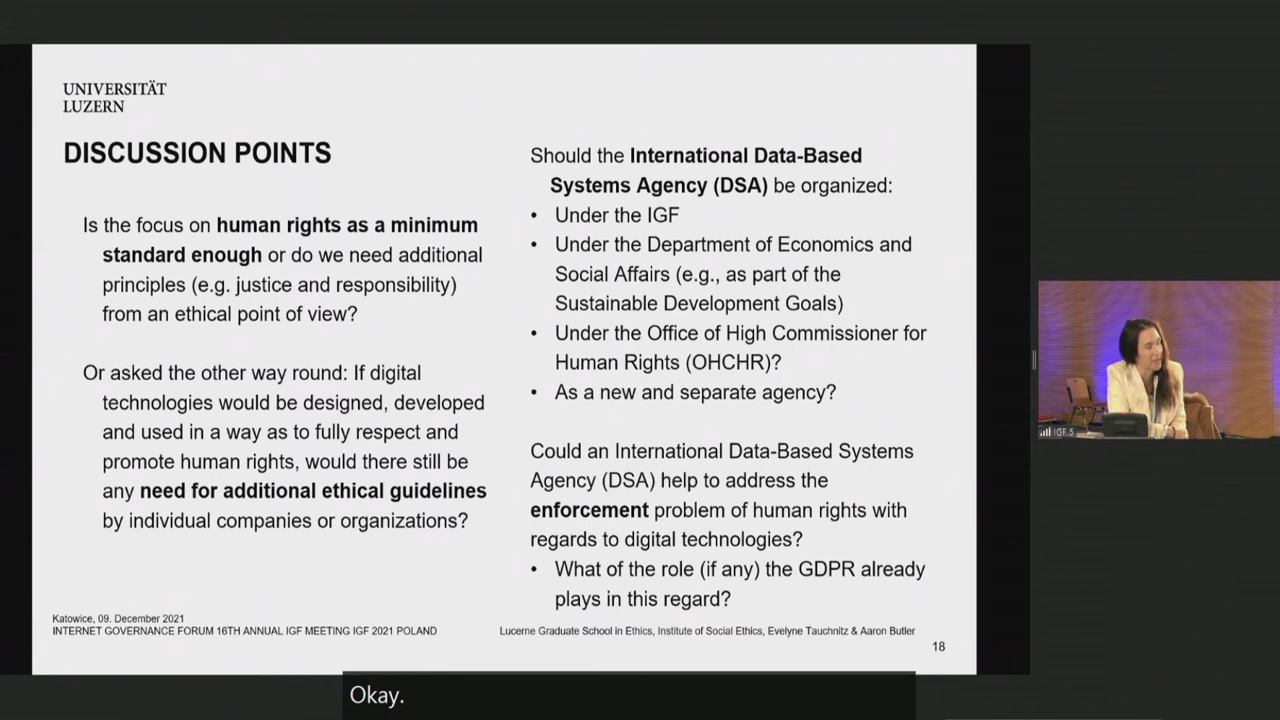 UNIVERSITÄT
LUZERN
DISCUSSION POINTS
Is the focus on human rights as a minimum
standard enough or do we need additional
principles (e.g. justice and responsibility)
from an ethical point of view?
Or asked the other way round: If digital
technologies would be designed, developed
and used in a way as to fully respect and
promote human rights, would there still be
any need for additional ethical guidelines
by individual companies or organizations?
Should the International Data-Based
Systems Agency (DSA) be organized:
• Under the IGF
• Under the Department of Economics and
Social Affairs (e.g., as part of the
Sustainable Development Goals)
• Under the Office of High Commissioner for
Human Rights (OHCHR)?
• As a new and separate agency?
Could an International Data-Based Systems
Agency (DSA) help to address the
enforcement problem of human rights with
regards to digital technologies?
• What of the role (if any) the GDPR already
plays in this regard?
Katowice, 09. December 2021
INTERNET GOVERNANCE FORUM 16TH ANNUAL IGF MEETING IGF 2021 POLAND
Lucerne Graduate School in Ethics, Institute of Social Ethics, Evelyne Tauchnitz & Aaron Butler
18
IGF 5
Okay.